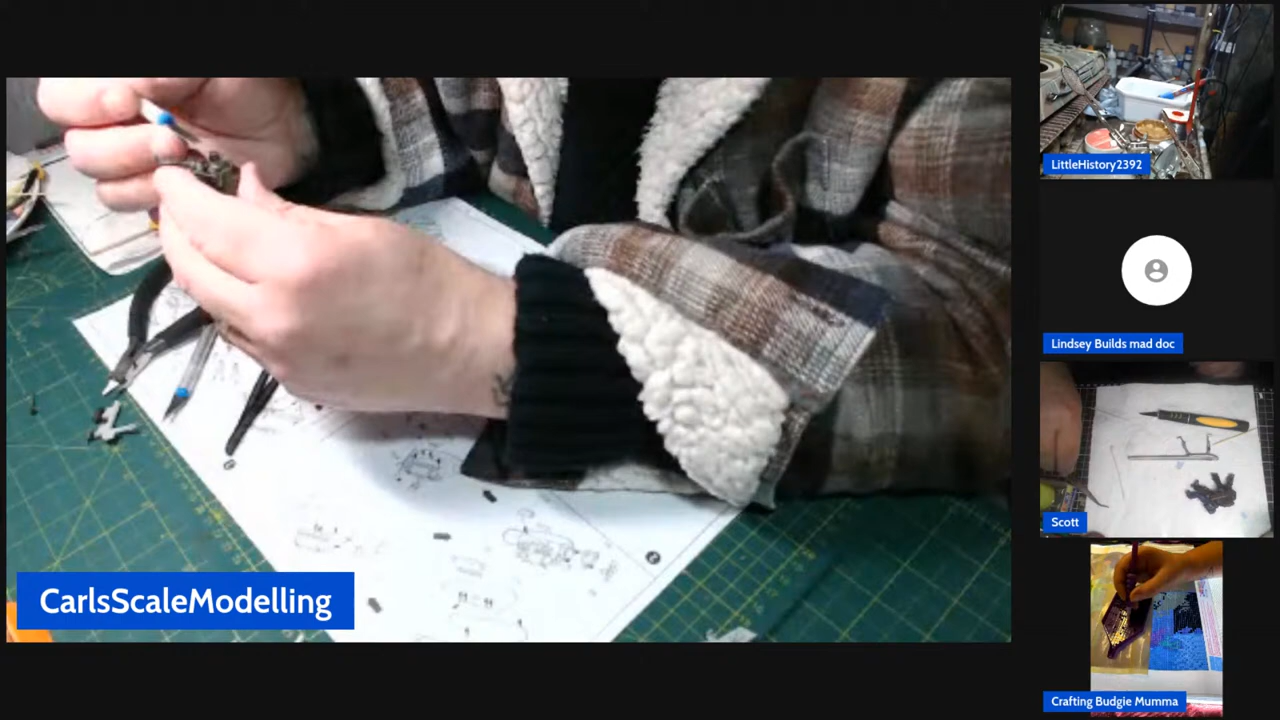 CarlsScaleModelling
LittleHistory2392
Lindsey Builds mad doc
Scott
Crafting Budgie Mumma